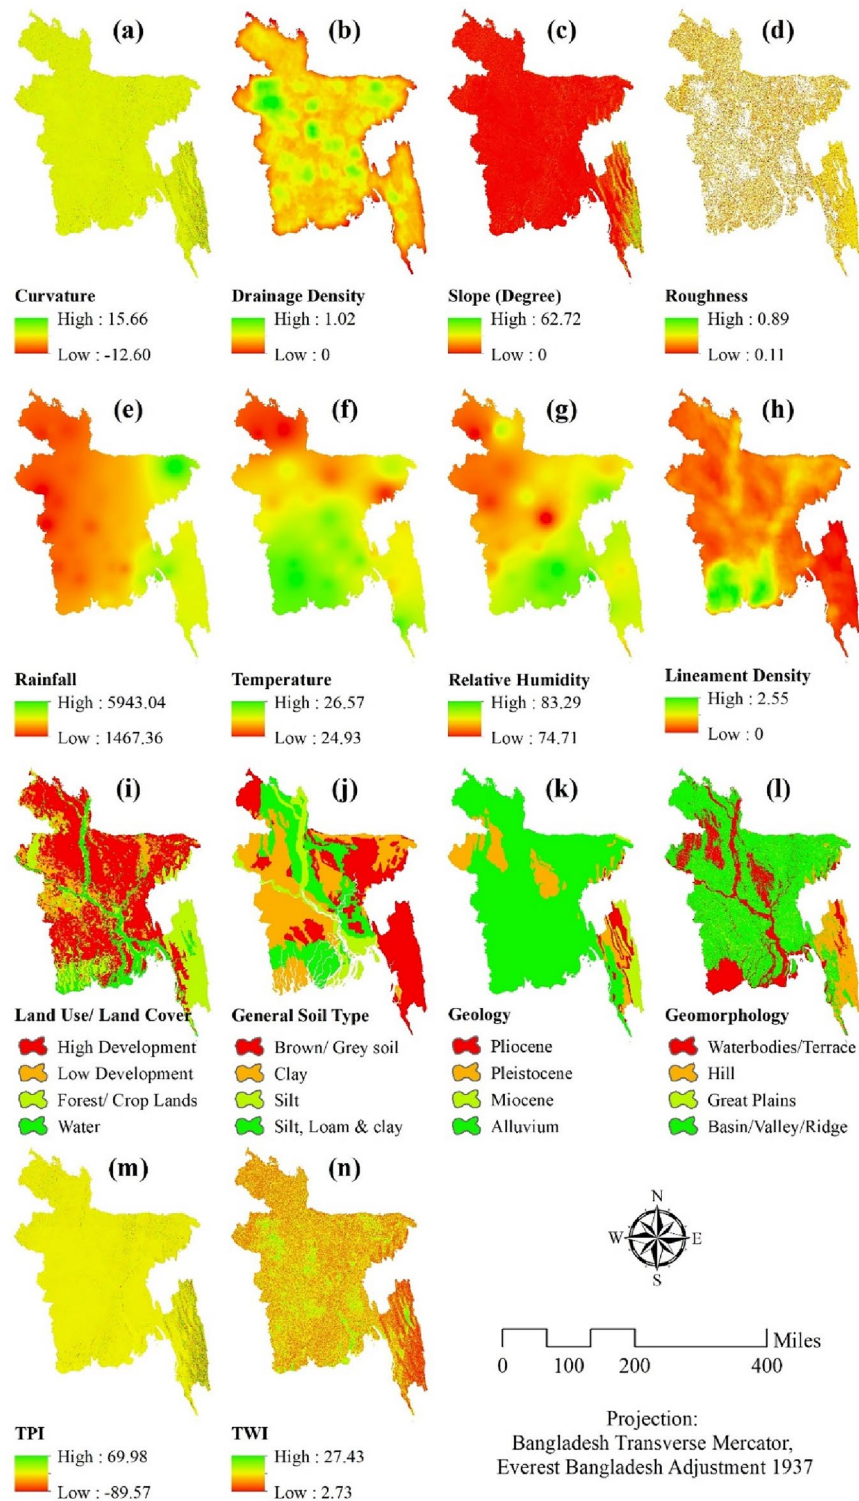 (a)
(b)
(c)
(d)
Curvature
High : 15.66
Low : -12.60
Drainage Density
High : 1.02
Low : 0
Slope (Degree)
High : 62.72
Low : 0
Roughness
High : 0.89
Low : 0.11
(e)
(f)
(g)
(h)
Rainfall
High : 5943.04
Low : 1467.36
Temperature
High : 26.57
Low : 24.93
Relative Humidity
High : 83.29
Low : 74.71
Lineament Density
High : 2.55
Low : 0
(i)
(j)
(k)
(l)
Land Use/ Land Cover
High Development
Low Development
Forest/ Crop Lands
Water
General Soil Type
Brown/ Grey soil
Clay
Silt
Silt, Loam & clay
Geology
Pliocene
Pleistocene
Miocene
Alluvium
Geomorphology
Waterbodies/Terrace
Hill
Great Plains
Basin/Valley/Ridge
(m)
(n)
TPI
High : 69.98
Low : -89.57
TWI
High : 27.43
Low : 2.73
N
W
E
S
Miles
0 100 200 400
Projection:
Bangladesh Transverse Mercator,
Everest Bangladesh Adjustment 1937